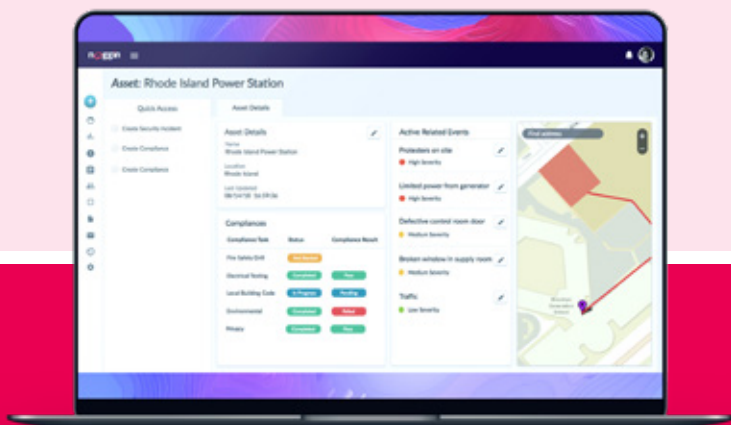 Asset: Rhode Island Power Station
Quick Access
Asset Details
Create Security Incident
Create Compliance
Create Compliance
Asset Details
Name
Rhode Island Power Station
Location
Rhode Island
Last Updated
Compliances
Compliance Task Status Compliance Result
Fire Safety Drill Not Started
Electrical Testing Completed Pass
Local Building Code In Progress Pending
Environmental Completed Failed
Privacy Completed Pass
Active Related Events
Protesters on site
High Severity
Limited power from generator
High Severity
Defective control room door
Medium Severity
Broken window in supply room
Medium Severity
Traffic
Low Severity
Find address